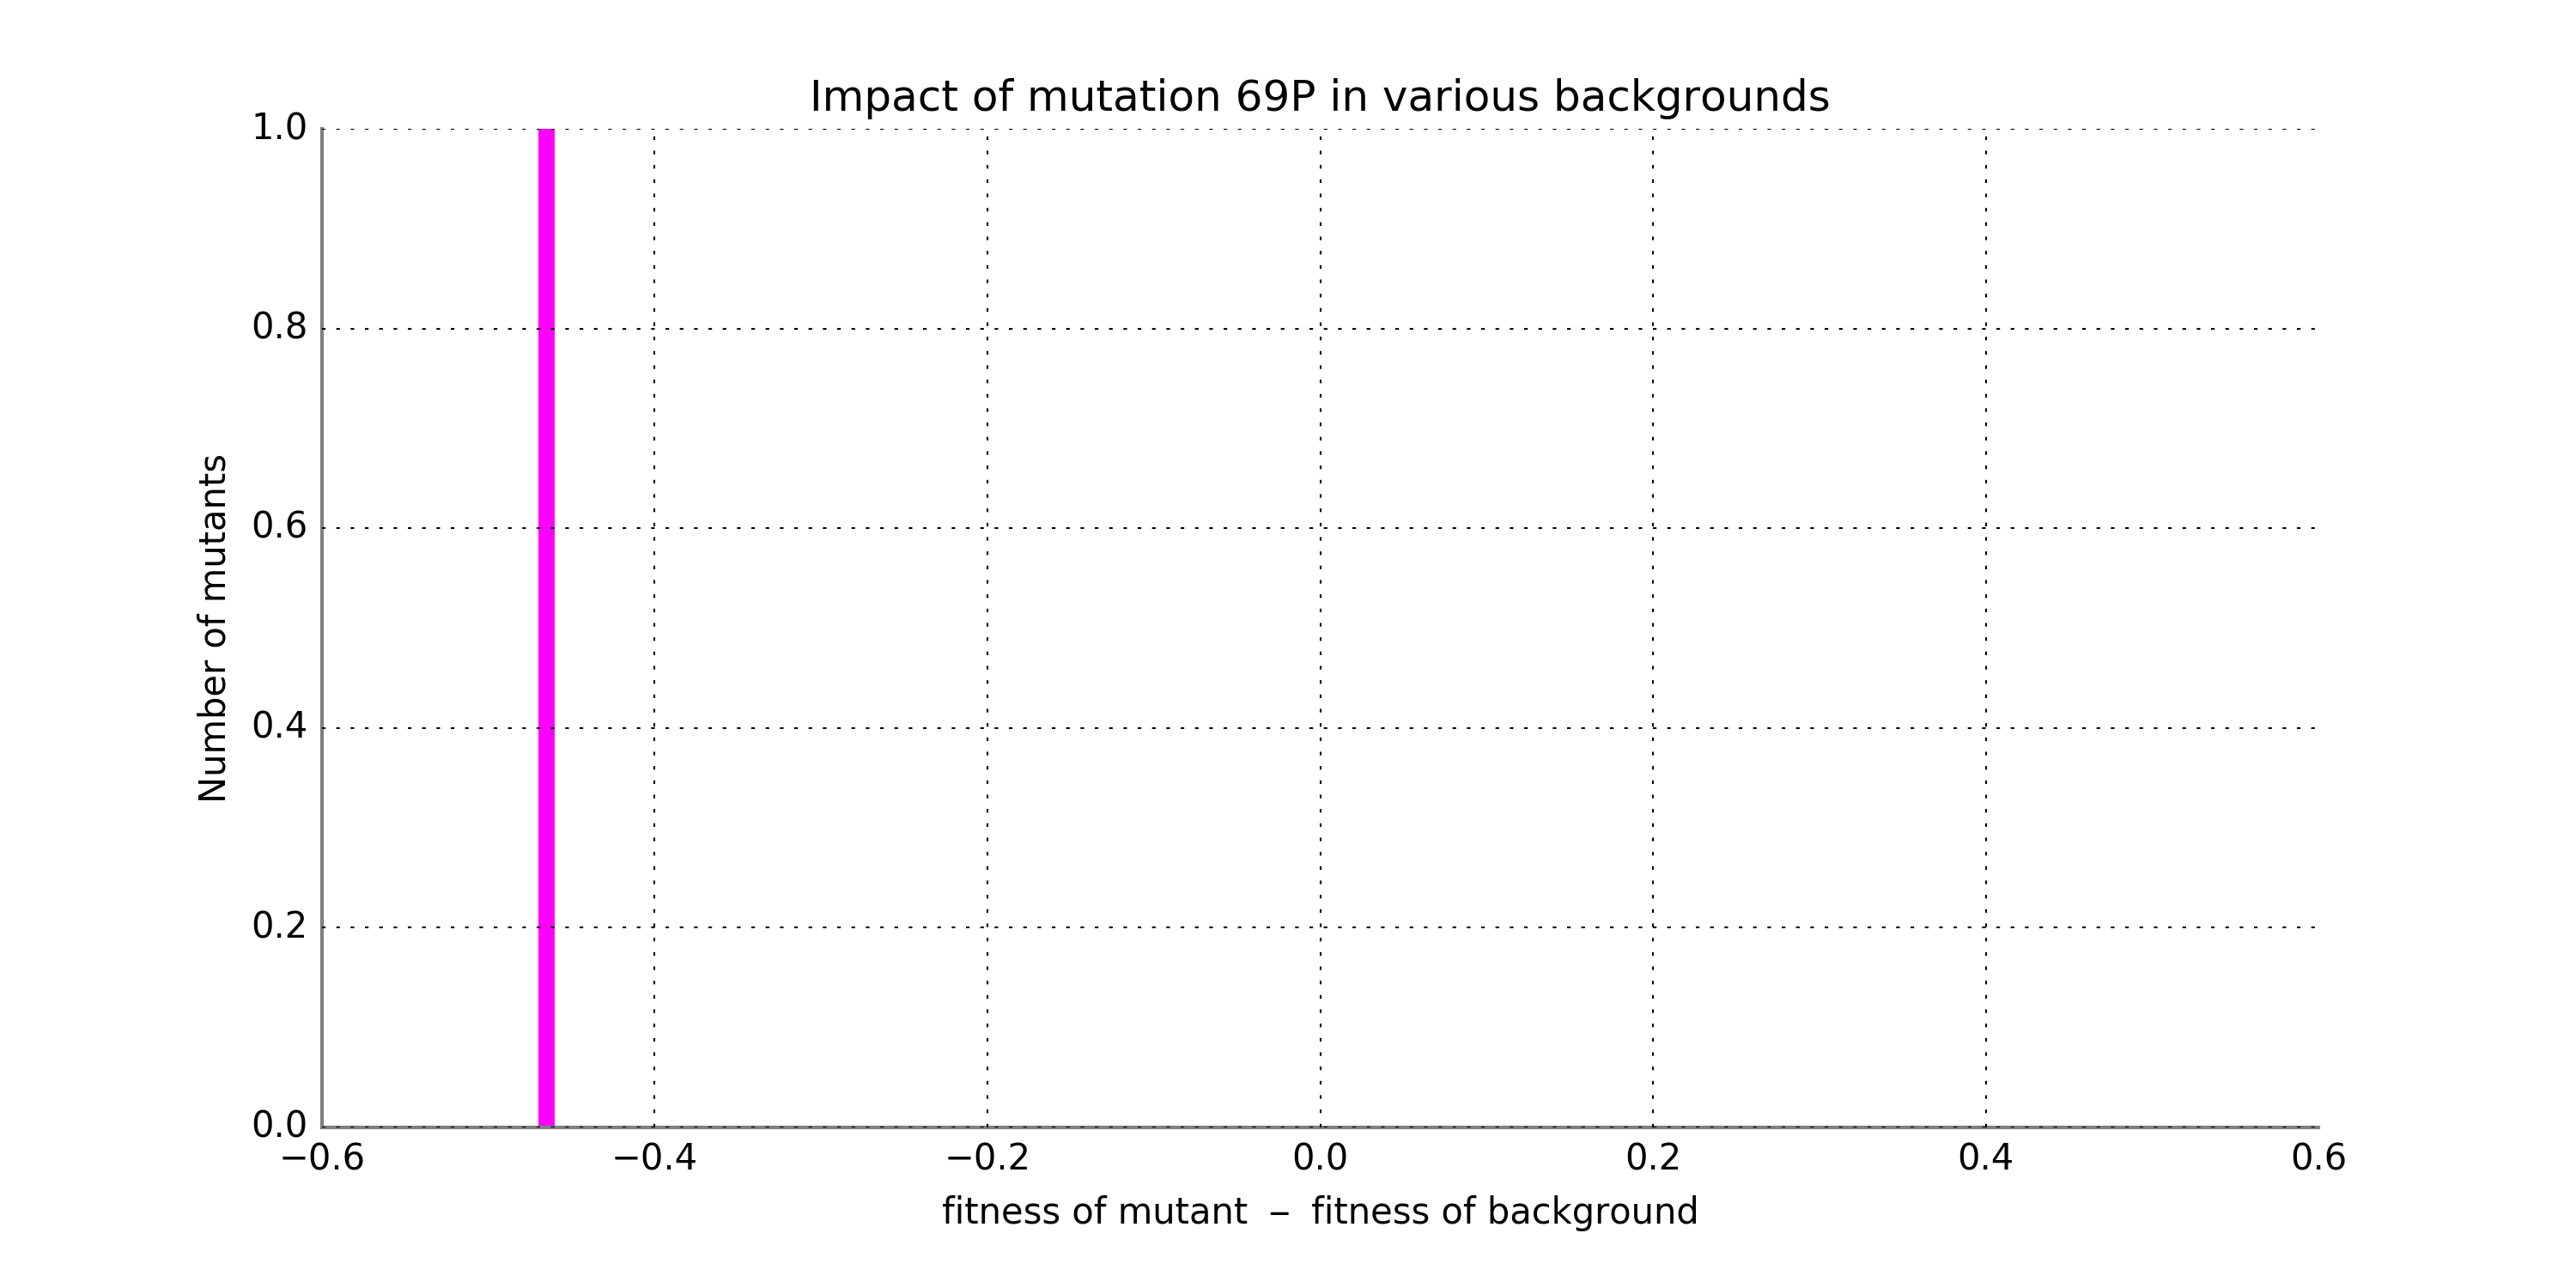 Impact of mutation 69P in various backgrounds
1.0
0.8
0.6
0.4
0.2
0.0
Number of mutants
−0.6 −0.4 −0.2 0.0 0.2 0.4 0.6
fitness of mutant − fitness of background